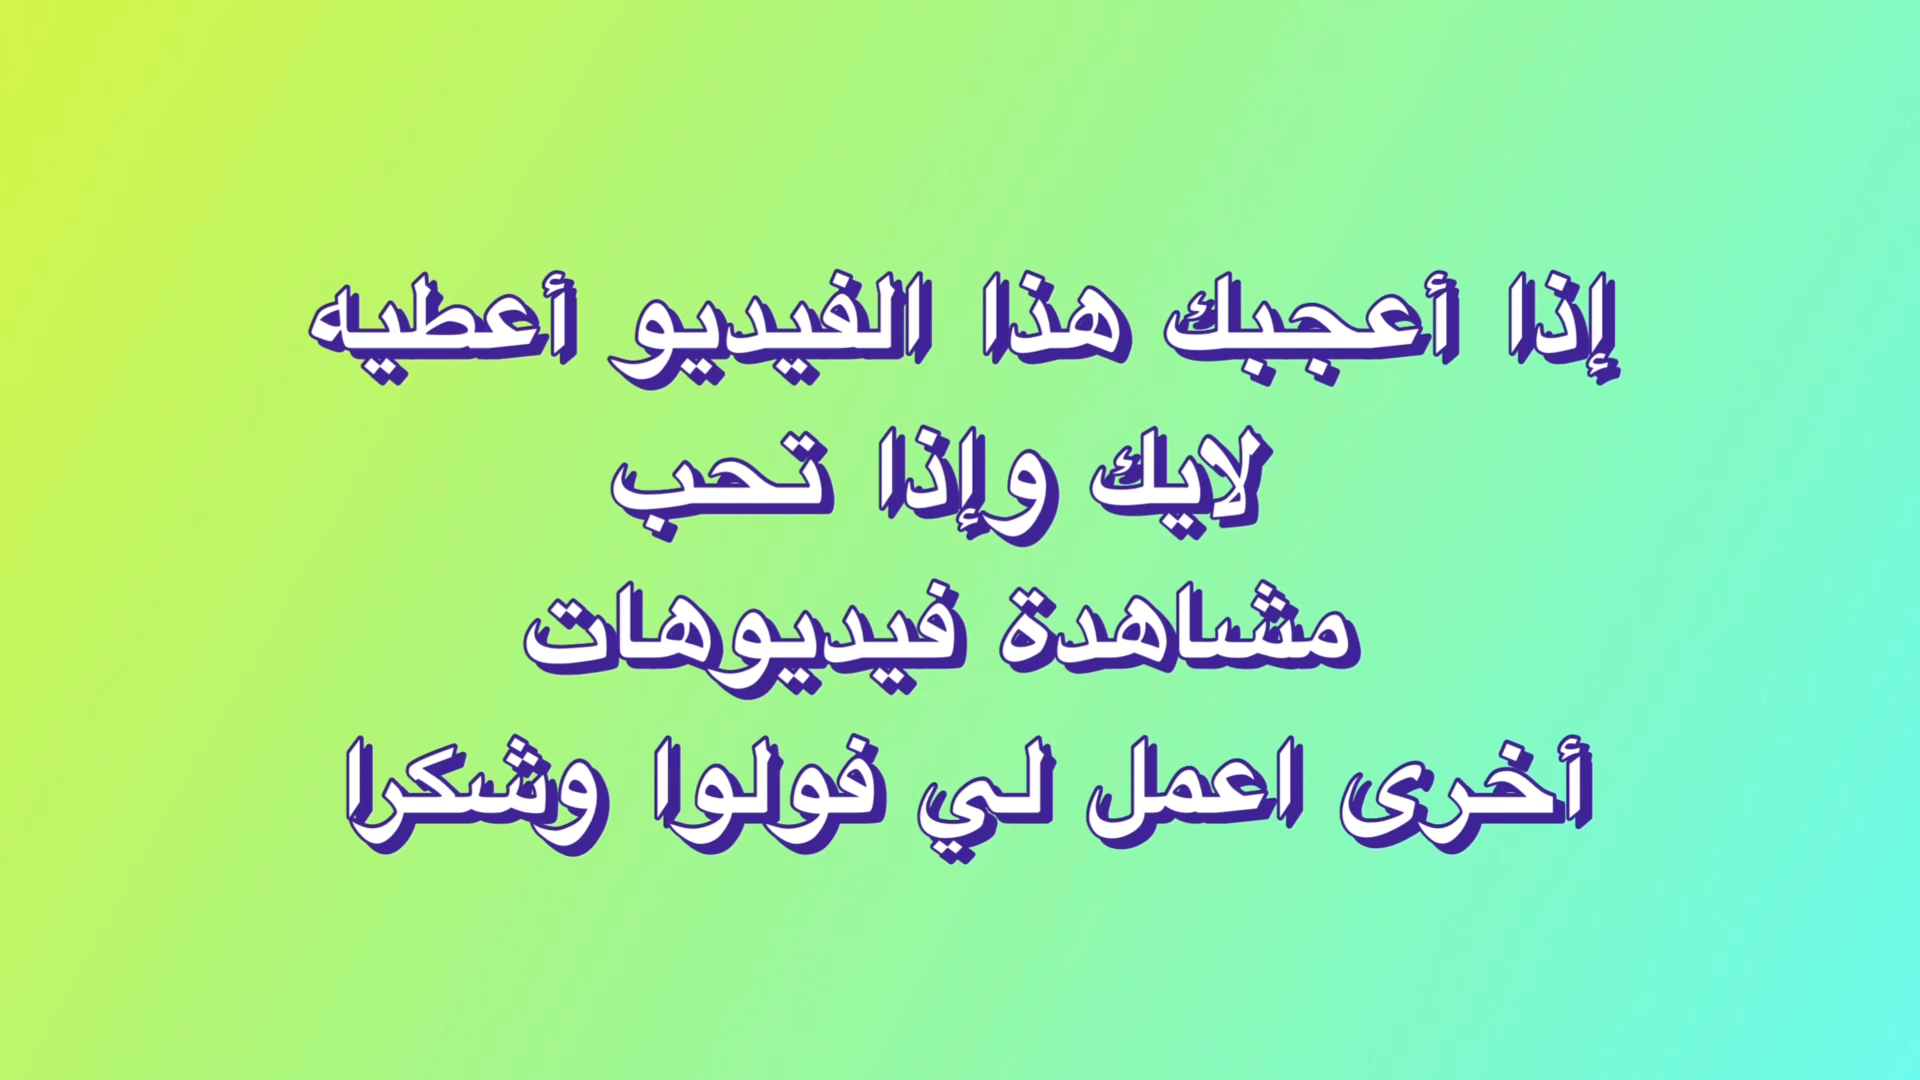 إذا أعجبك هذا الفيديو أعطيه
لايك وإذا تحب
مشاهدة فيديوهات
أخرى اعمل لي فولوا وشكرا